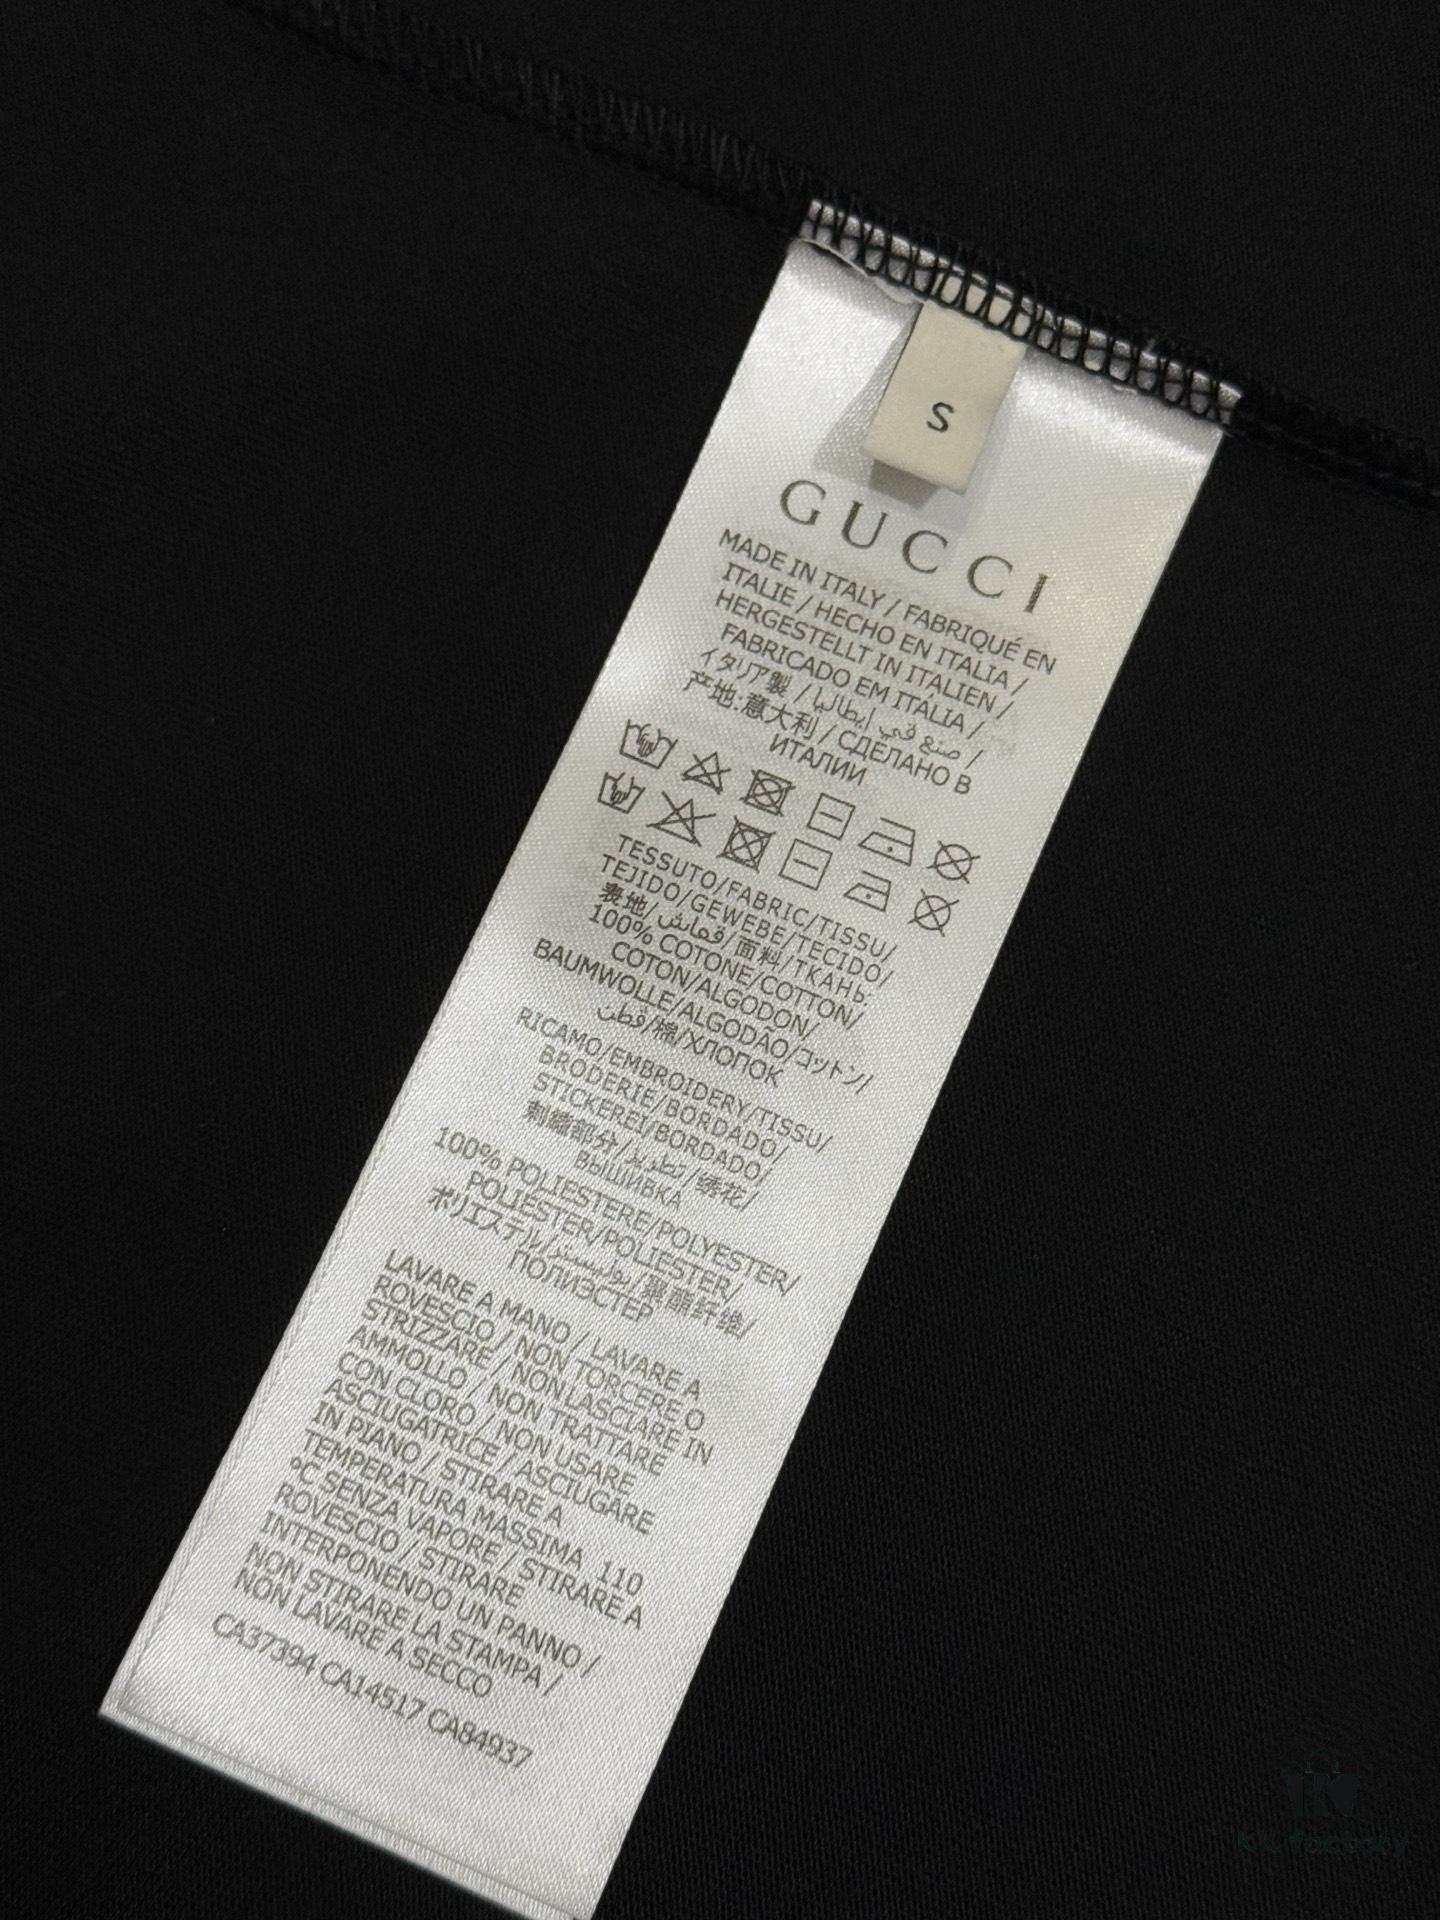 S
GUCCI
MADE IN ITALY / FABRIQUÉ EN
ITALIE / HECHO EN ITALIA /
HERGESTELLT IN ITALIEN /
FABRICADO EM ITÁLIA /
イタリア製 / صنع في إيطاليا /
产地:意大利 / СДЕЛАНО В
ИТАЛИИ
TESSUTO/FABRIC/TISSU/
TEJIDO/GEWEBE/TECIDO/
表地/قماش/面料/ТКАНЬ:
100% COTONE/COTTON/
COTON/ALGODON/
BAUMWOLLE/ALGODÃO/コットン/
قطن/棉/ХЛОПОК
RICAMO/EMBROIDERY/TISSU/
BRODERIE/BORDADO/
STICKEREI/BORDADO/
刺繍部分/تطريز/绣花/
ВЫШИВКА
100% POLIESTERE/POLYESTER/
POLIESTER/POLIESTER/
ポリエステル/بوليستر/聚酯纤维/
ПОЛИЭСТЕР
LAVARE A MANO / LAVARE A
ROVESCIO / NON TORCERE O
STRIZZARE / NON LASCIARE IN
AMMOLLO / NON TRATTARE
CON CLORO / NON USARE
ASCIUGATRICE / ASCIUGARE
IN PIANO / STIRARE A
TEMPERATURA MASSIMA 110
°C SENZA VAPORE / STIRARE A
ROVESCIO / STIRARE
INTERPONENDO UN PANNO /
NON STIRARE LA STAMPA /
NON LAVARE A SECCO
CA37394 CA14517 CA84937
KK factory